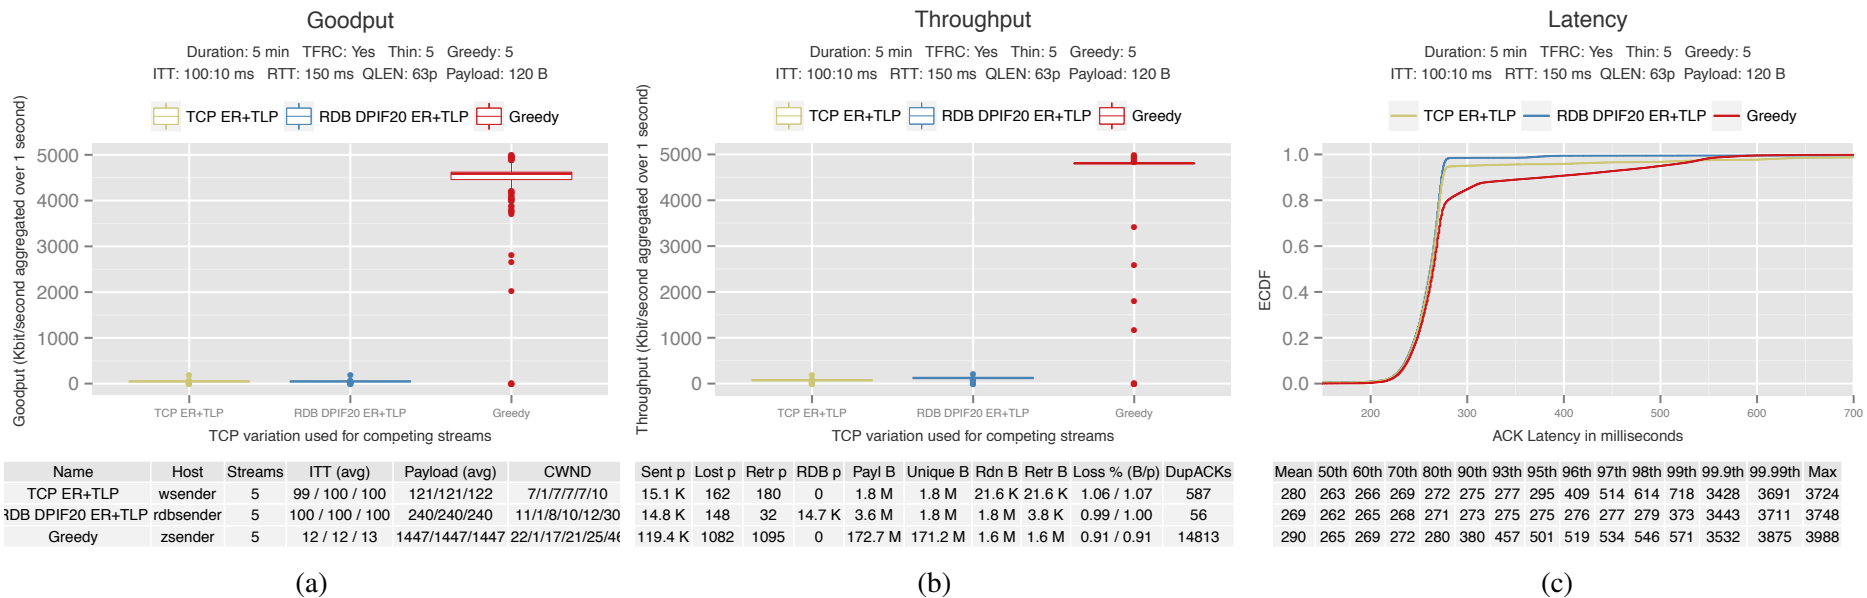 Goodput
Duration: 5 min TFRC: Yes Thin: 5 Greedy: 5
ITT: 100:10 ms RTT: 150 ms QLEN: 63p Payload: 120 B
TCP ER+TLP RDB DPIF20 ER+TLP Greedy
Goodput (Kbit/second aggregated over 1 second)
5000
4000
3000
2000
1000
0
TCP ER+TLP RDB DPIF20 ER+TLP Greedy
TCP variation used for competing streams
Name Host Streams ITT (avg) Payload (avg) CWND
TCP ER+TLP wsender 5 99 / 100 / 100 121/121/122 7/1/7/7/7/10
RDB DPIF20 ER+TLP rdbsender 5 100 / 100 / 100 240/240/240 11/1/8/10/12/30
Greedy zsender 5 12 / 12 / 13 1447/1447/1447 22/1/17/21/25/46
(a)
Throughput
Duration: 5 min TFRC: Yes Thin: 5 Greedy: 5
ITT: 100:10 ms RTT: 150 ms QLEN: 63p Payload: 120 B
TCP ER+TLP RDB DPIF20 ER+TLP Greedy
Throughput (Kbit/second aggregated over 1 second)
5000
4000
3000
2000
1000
0
TCP ER+TLP RDB DPIF20 ER+TLP Greedy
TCP variation used for competing streams
Sent p Lost p Retr p RDB p Payl B Unique B Rdn B Retr B Loss % (B/p) DupACKs
15.1 K 162 180 0 1.8 M 1.8 M 21.6 K 21.6 K 1.06 / 1.07 587
14.8 K 148 32 14.7 K 3.6 M 1.8 M 1.8 M 3.8 K 0.99 / 1.00 56
119.4 K 1082 1095 0 172.7 M 171.2 M 1.6 M 1.6 M 0.91 / 0.91 14813
(b)
Latency
Duration: 5 min TFRC: Yes Thin: 5 Greedy: 5
ITT: 100:10 ms RTT: 150 ms QLEN: 63p Payload: 120 B
TCP ER+TLP RDB DPIF20 ER+TLP Greedy
ECDF
1.0
0.8
0.6
0.4
0.2
0.0
200 300 400 500 600 700
ACK Latency in milliseconds
Mean 50th 60th 70th 80th 90th 93th 95th 96th 97th 98th 99th 99.9th 99.99th Max
280 263 266 269 272 275 277 295 409 514 614 718 3428 3691 3724
269 262 265 268 271 273 275 275 276 277 279 373 3443 3711 3748
290 265 269 272 280 380 457 501 519 534 546 571 3532 3875 3988
(c)